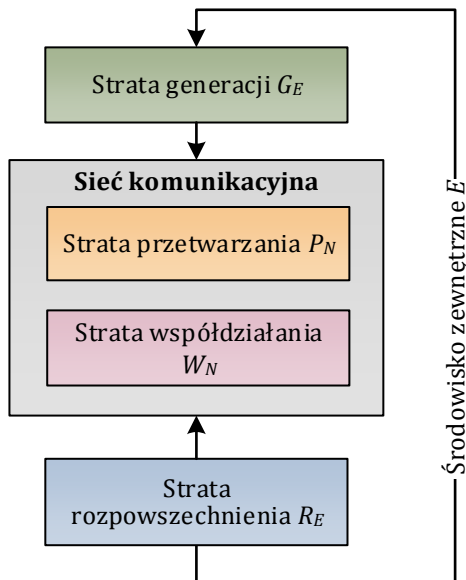 Strata generacji G_E
Sieć komunikacyjna
Strata przetwarzania P_N
Strata współdziałania
W_N
Strata
rozpowszechnienia R_E
Środowisko zewnętrzne E